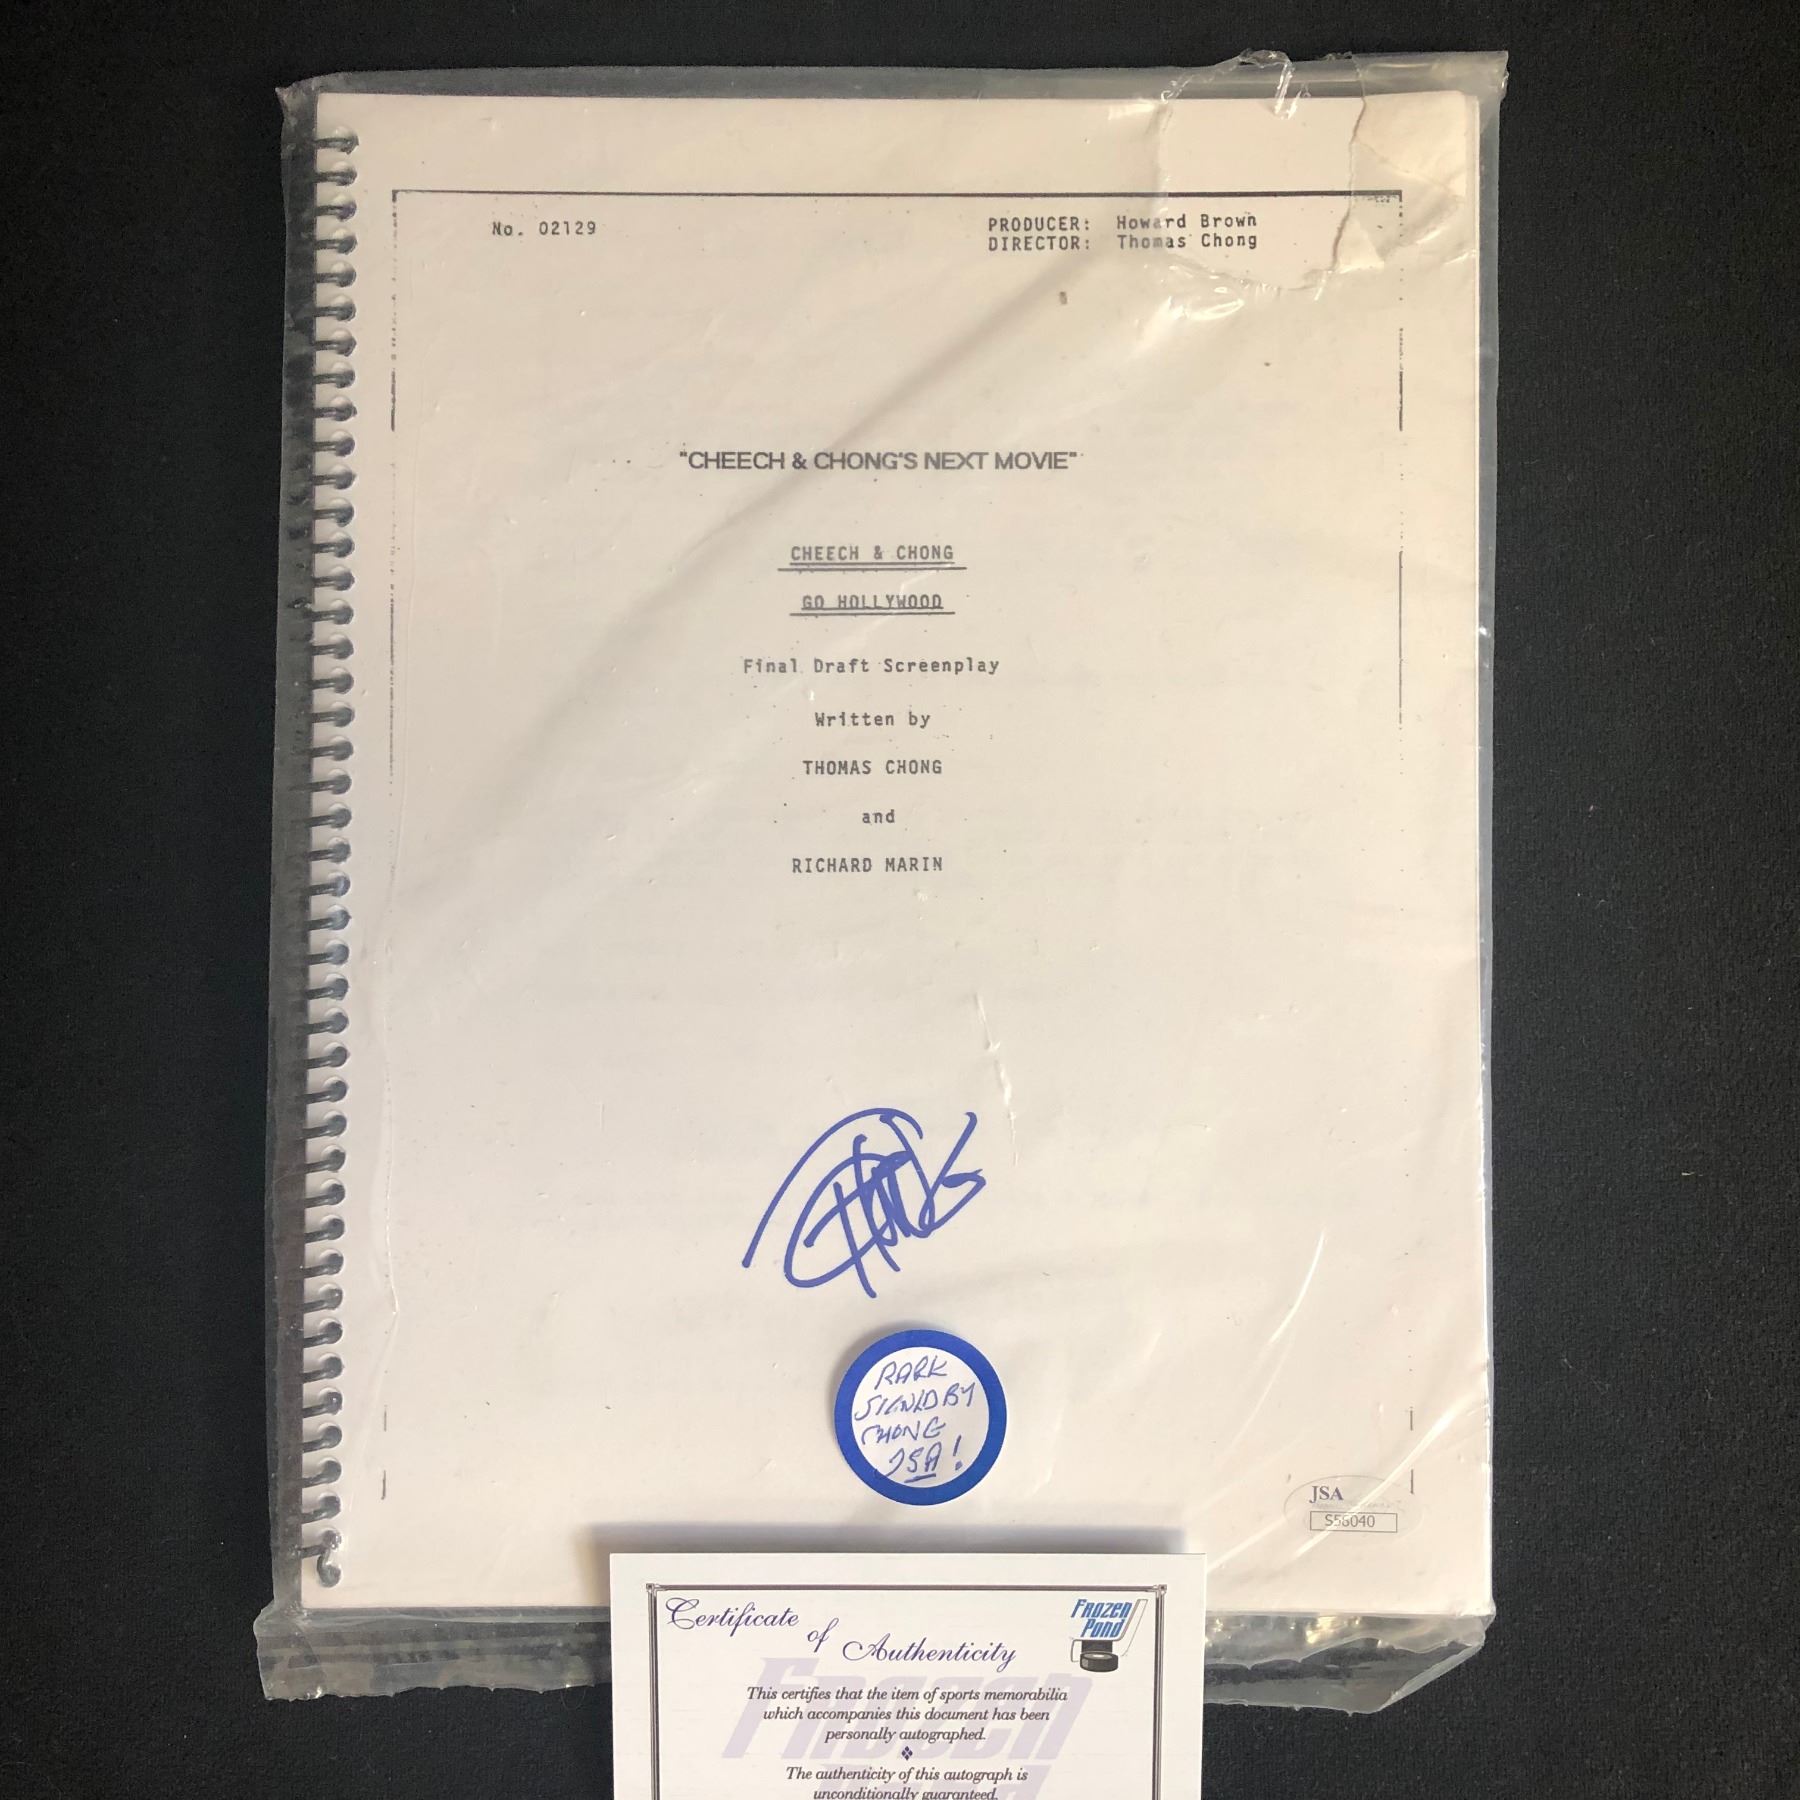 No. 02129
PRODUCER: Howard Brown
DIRECTOR: Thomas Chong
"CHEECH & CHONG'S NEXT MOVIE"
CHEECH & CHONG
GO HOLLYWOOD
Final Draft Screenplay
Written by
THOMAS CHONG
and
RICHARD MARIN
RARE
SIGNED BY
CHONG
JSA!
JSA
S56040
Certificate
of
Authenticity
FROZEN
POND
This certifies that the item of sports memorabilia
which accompanies this document has been
personally autographed.
The authenticity of this autograph is
unconditionally guaranteed.